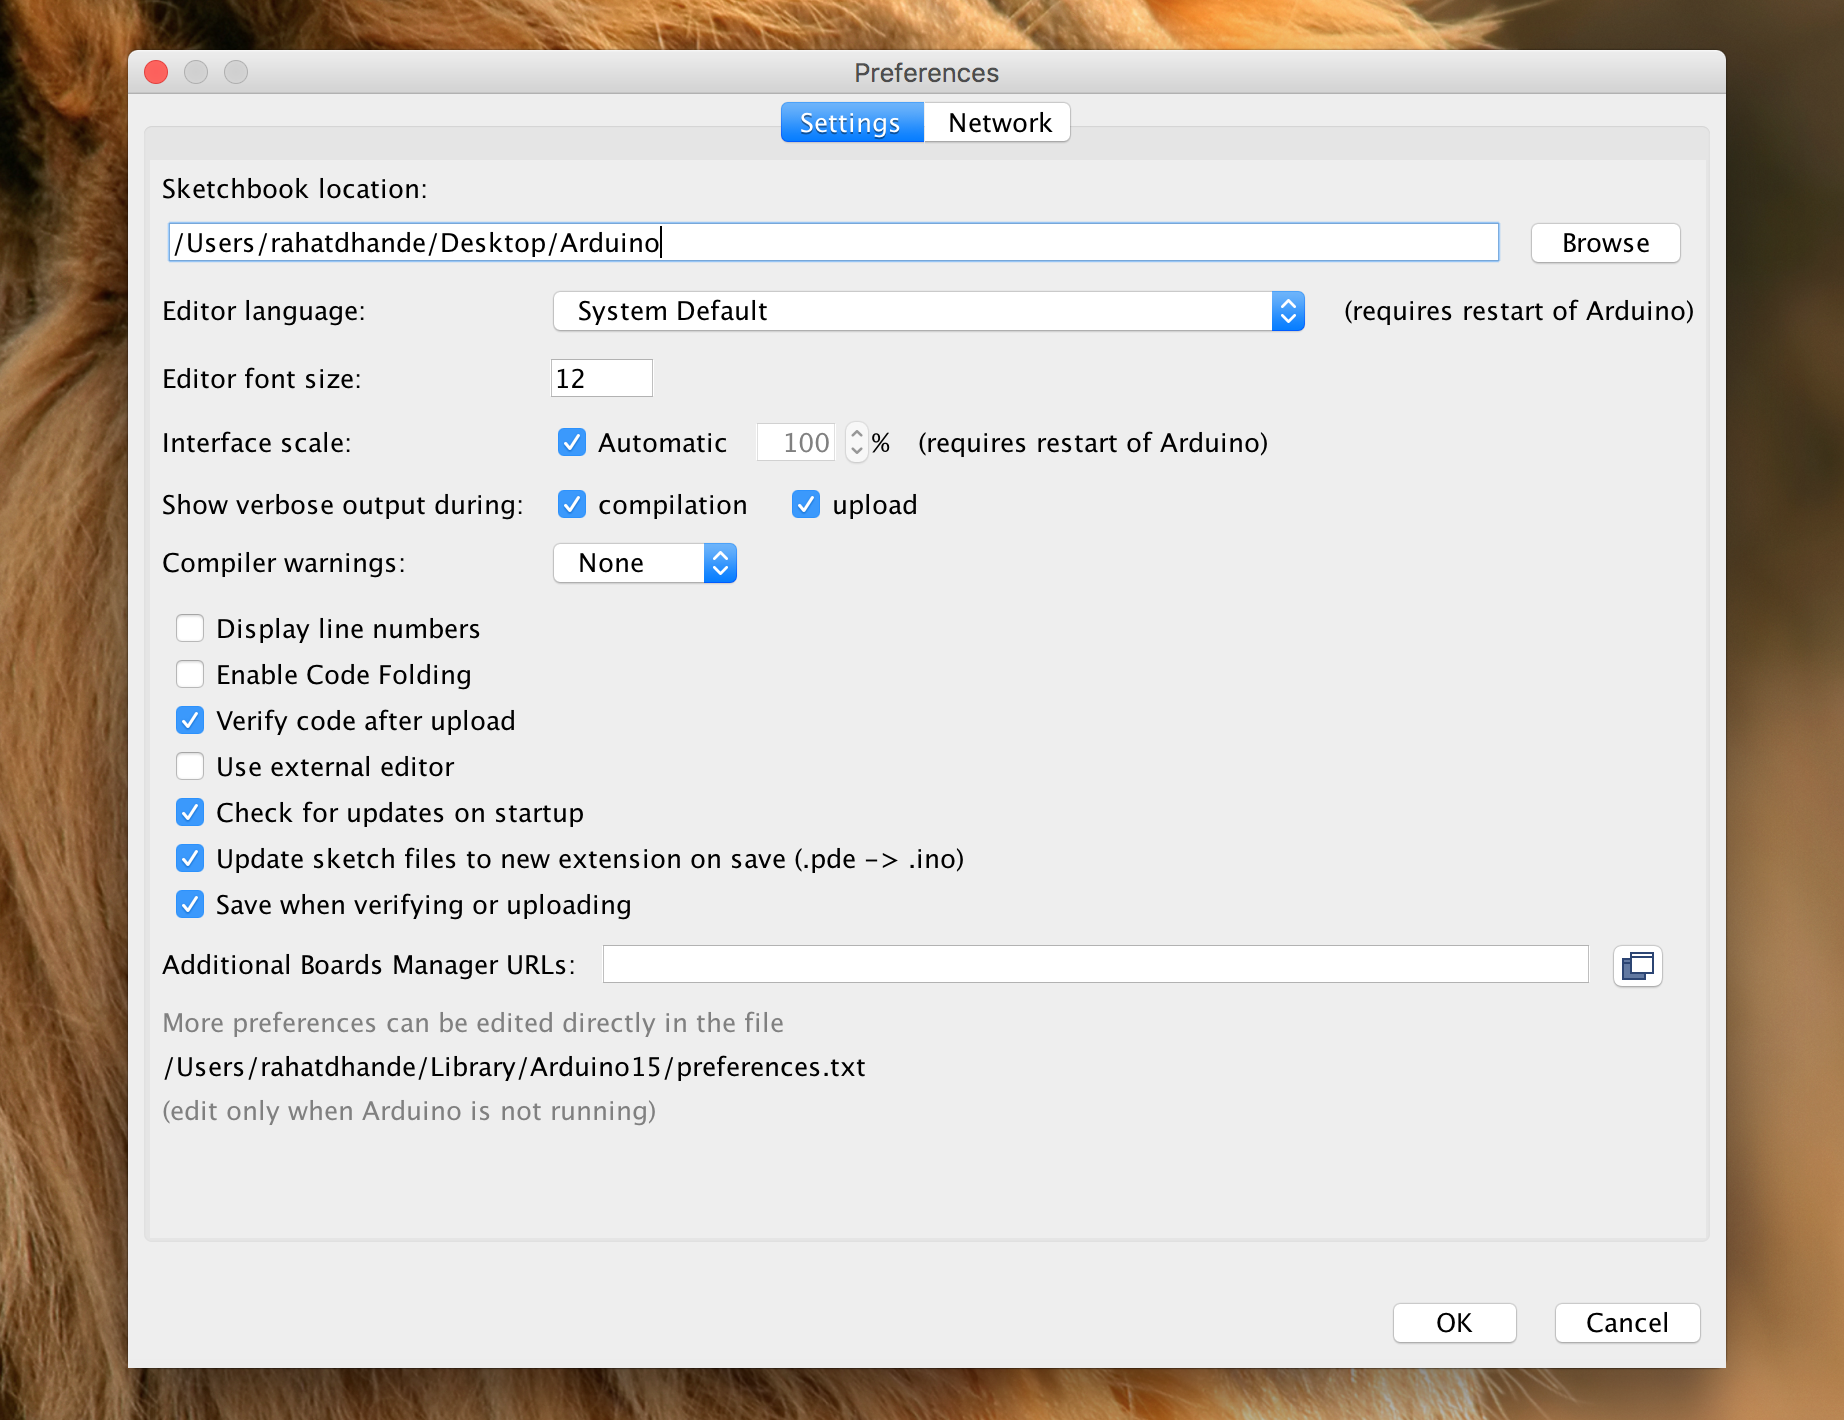 Preferences
Settings Network
Sketchbook location:
/Users/rahatdhande/Desktop/Arduino Browse
Editor language: System Default (requires restart of Arduino)
Editor font size: 12
Interface scale: Automatic 100 % (requires restart of Arduino)
Show verbose output during: compilation upload
Compiler warnings: None
Display line numbers
Enable Code Folding
Verify code after upload
Use external editor
Check for updates on startup
Update sketch files to new extension on save (.pde -> .ino)
Save when verifying or uploading
Additional Boards Manager URLs:
More preferences can be edited directly in the file
/Users/rahatdhande/Library/Arduino15/preferences.txt
(edit only when Arduino is not running)
OK Cancel